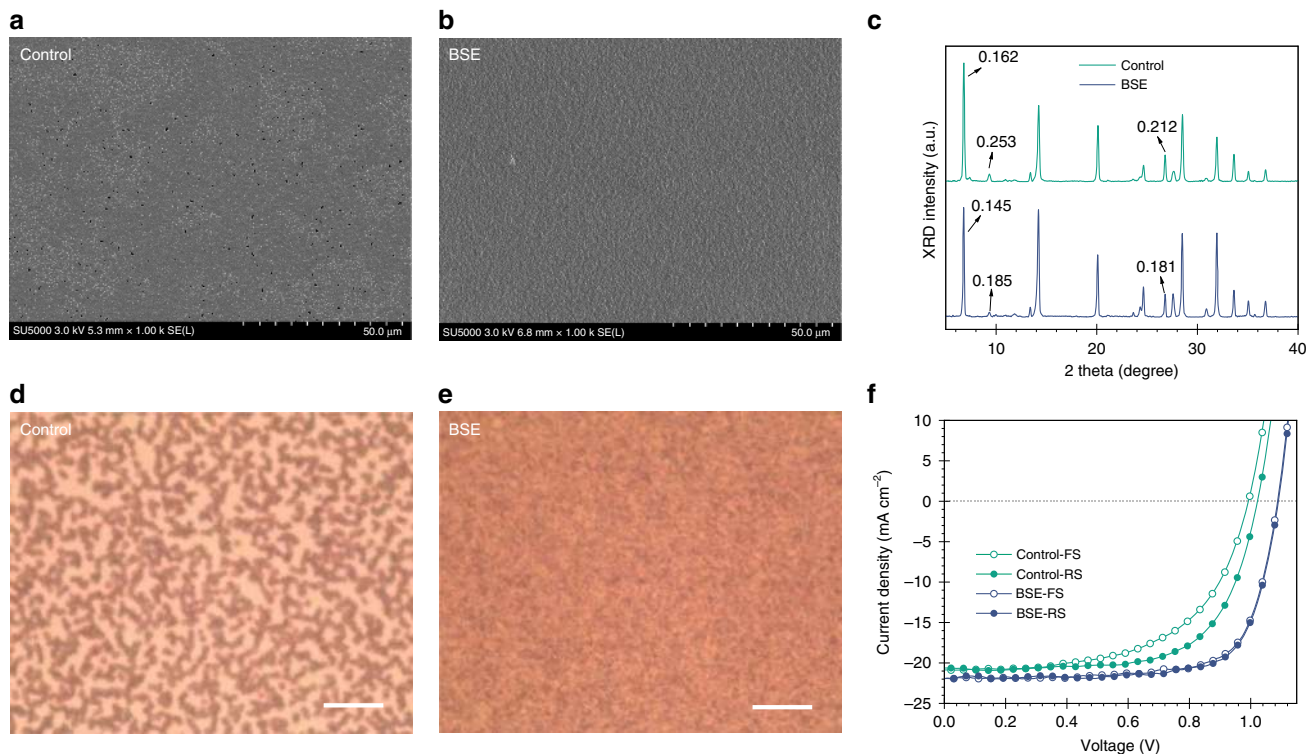 a
Control
SU5000 3.0 kV 5.3 mm × 1.00 k SE(L)
50.0 μm
b
BSE
SU5000 3.0 kV 6.8 mm × 1.00 k SE(L)
50.0 μm
c
XRD intensity (a.u.)
Control
BSE
0.162
0.253
0.212
0.145
0.185
0.181
10 20 30 40
2 theta (degree)
d
Control
e
BSE
f
Current density (mA cm⁻²)
10
5
0
−5
−10
−15
−20
−25
Control-FS
Control-RS
BSE-FS
BSE-RS
0.0 0.2 0.4 0.6 0.8 1.0
Voltage (V)